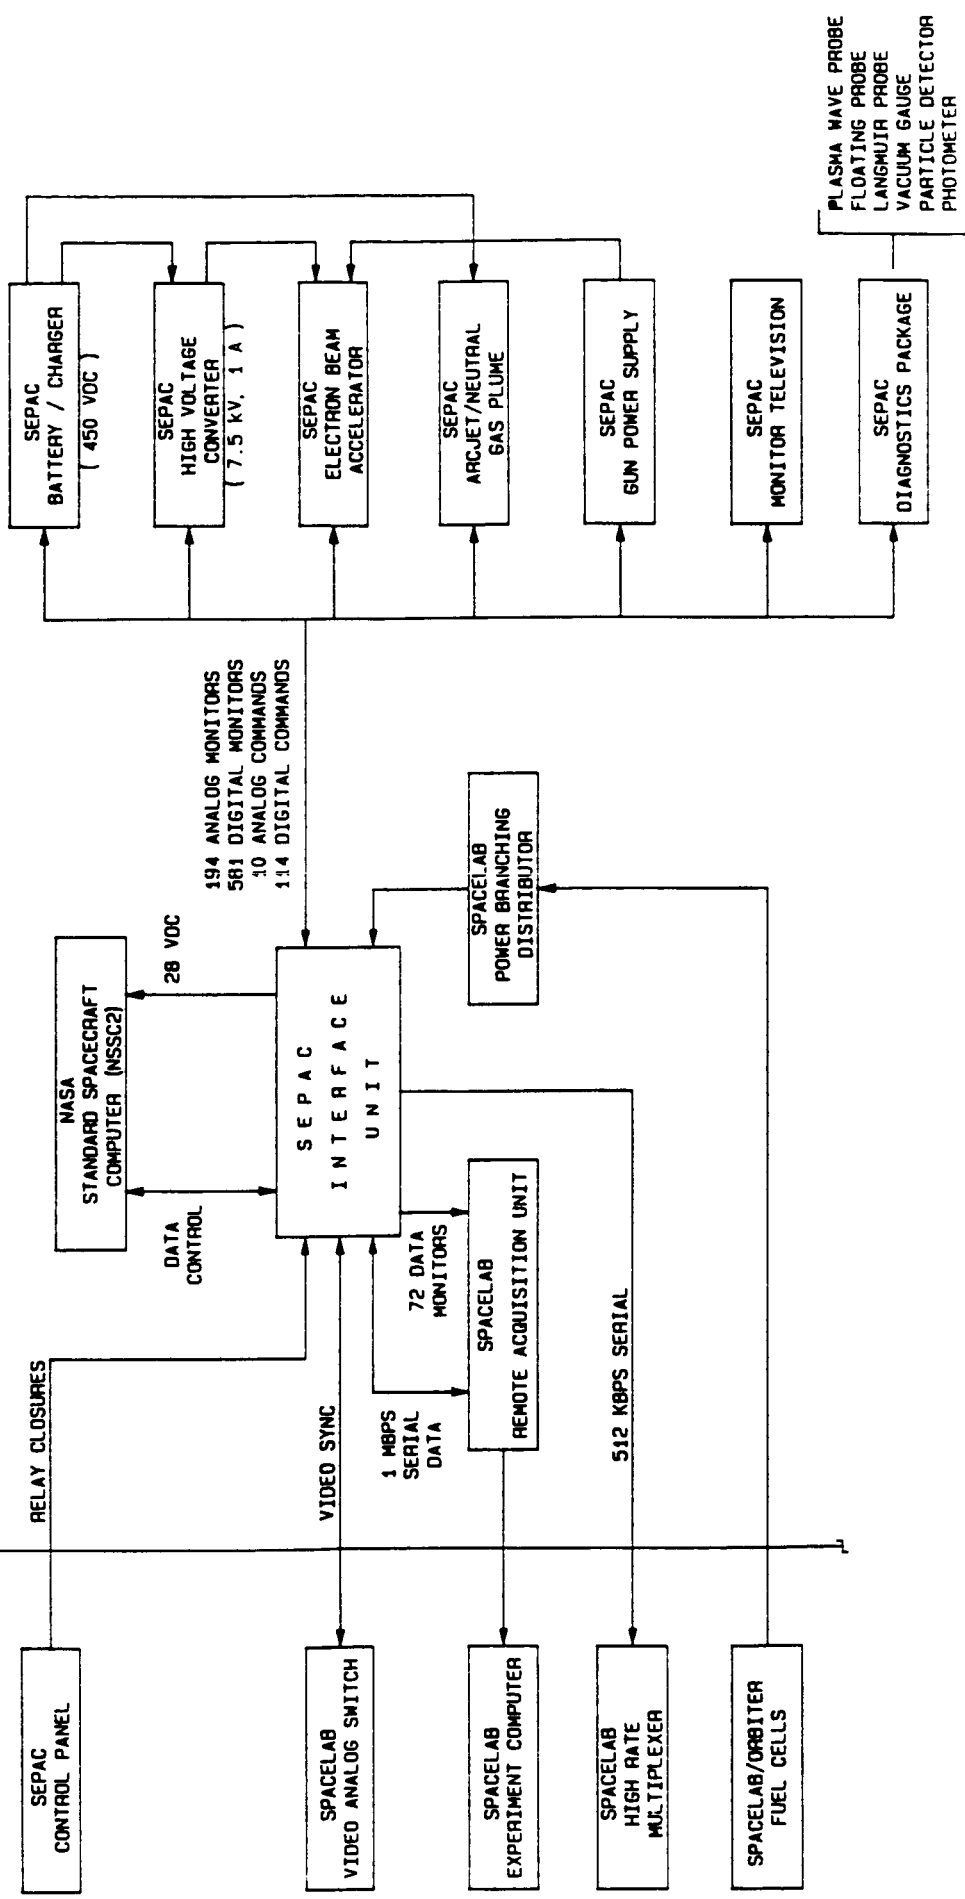 SEPAC
CONTROL PANEL
SPACELAB
VIDEO ANALOG SWITCH
SPACELAB
EXPERIMENT COMPUTER
SPACELAB
HIGH RATE
MULTIPLEXER
SPACELAB/ORBITER
FUEL CELLS
RELAY CLOSURES
VIDEO SYNC
1 MBPS
SERIAL
DATA
512 KBPS SERIAL
72 DATA
MONITORS
SPACELAB
REMOTE ACQUISITION UNIT
DATA
CONTROL
NASA
STANDARD SPACECRAFT
COMPUTER (NSSC2)
28 VDC
SEPAC
INTERFACE
UNIT
SPACELAB
POWER BRANCHING
DISTRIBUTOR
194 ANALOG MONITORS
581 DIGITAL MONITORS
10 ANALOG COMMANDS
114 DIGITAL COMMANDS
SEPAC
BATTERY / CHARGER
( 450 VDC )
SEPAC
HIGH VOLTAGE
CONVERTER
( 7.5 kV, 1 A )
SEPAC
ELECTRON BEAM
ACCELERATOR
SEPAC
ARCJET/NEUTRAL
GAS PLUME
SEPAC
GUN POWER SUPPLY
SEPAC
MONITOR TELEVISION
SEPAC
DIAGNOSTICS PACKAGE
PLASMA WAVE PROBE
FLOATING PROBE
LANGMUIR PROBE
VACUUM GAUGE
PARTICLE DETECTOR
PHOTOMETER